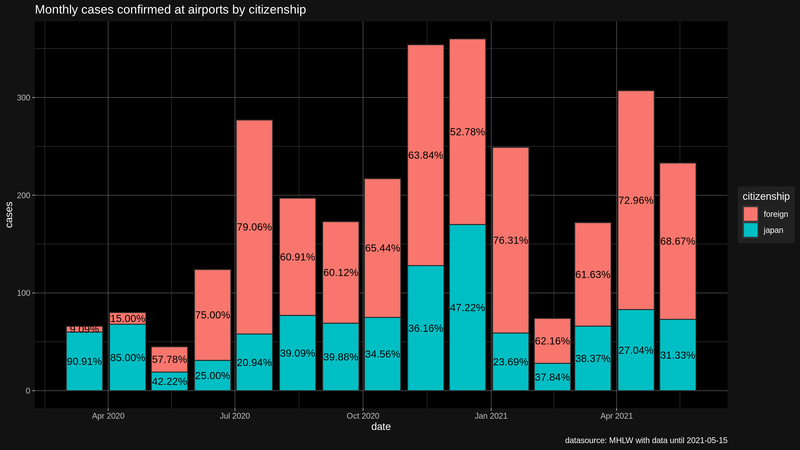 Monthly cases confirmed at airports by citizenship
cases
300
200
100
0
9.09%
90.91%
15.00%
85.00%
57.78%
42.22%
75.00%
25.00%
79.06%
20.94%
60.91%
39.09%
60.12%
39.88%
65.44%
34.56%
63.84%
36.16%
52.78%
47.22%
76.31%
23.69%
62.16%
37.84%
61.63%
38.37%
72.96%
27.04%
68.67%
31.33%
Apr 2020
Jul 2020
Oct 2020
Jan 2021
Apr 2021
date
citizenship
foreign
japan
datasource: MHLW with data until 2021-05-15